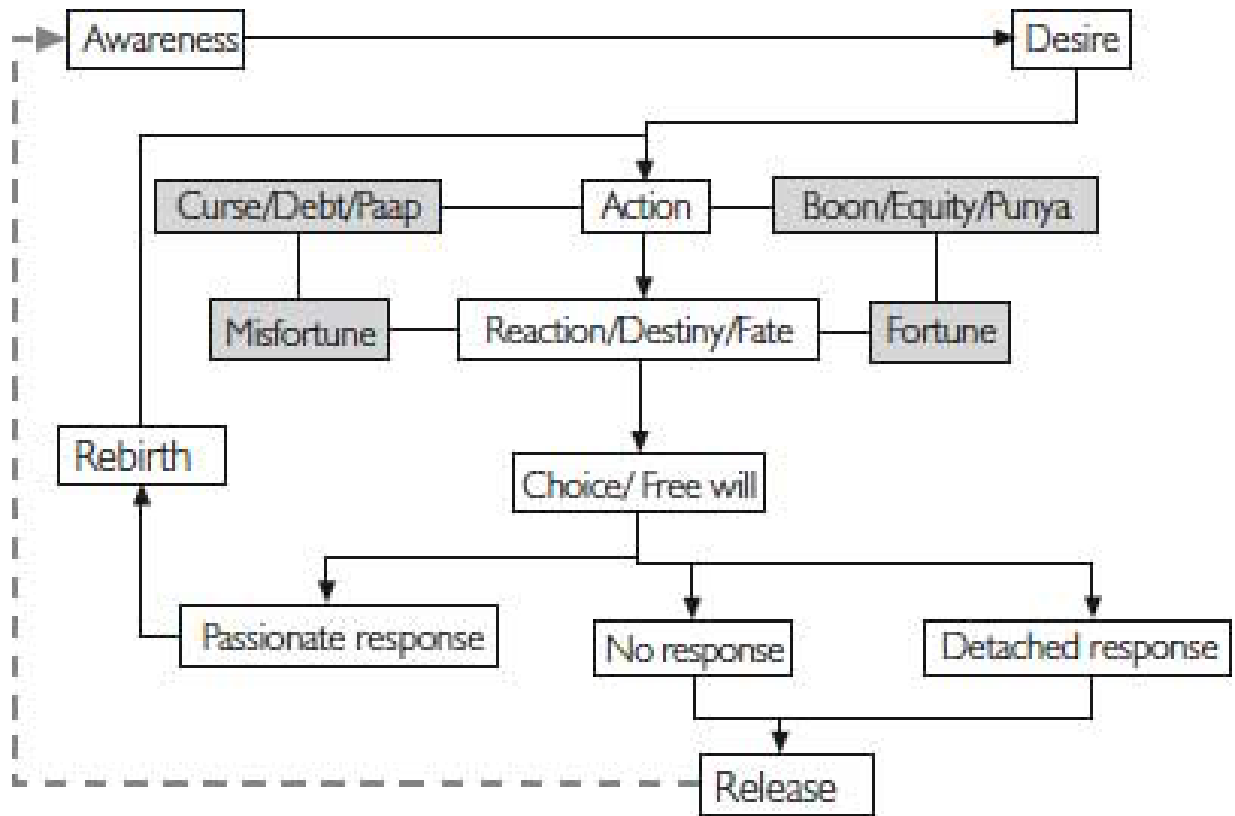 Awareness
Desire
Curse/Debt/Paap
Action
Boon/Equity/Punya
Misfortune
Reaction/Destiny/Fate
Fortune
Rebirth
Choice/ Free will
Passionate response
No response
Detached response
Release